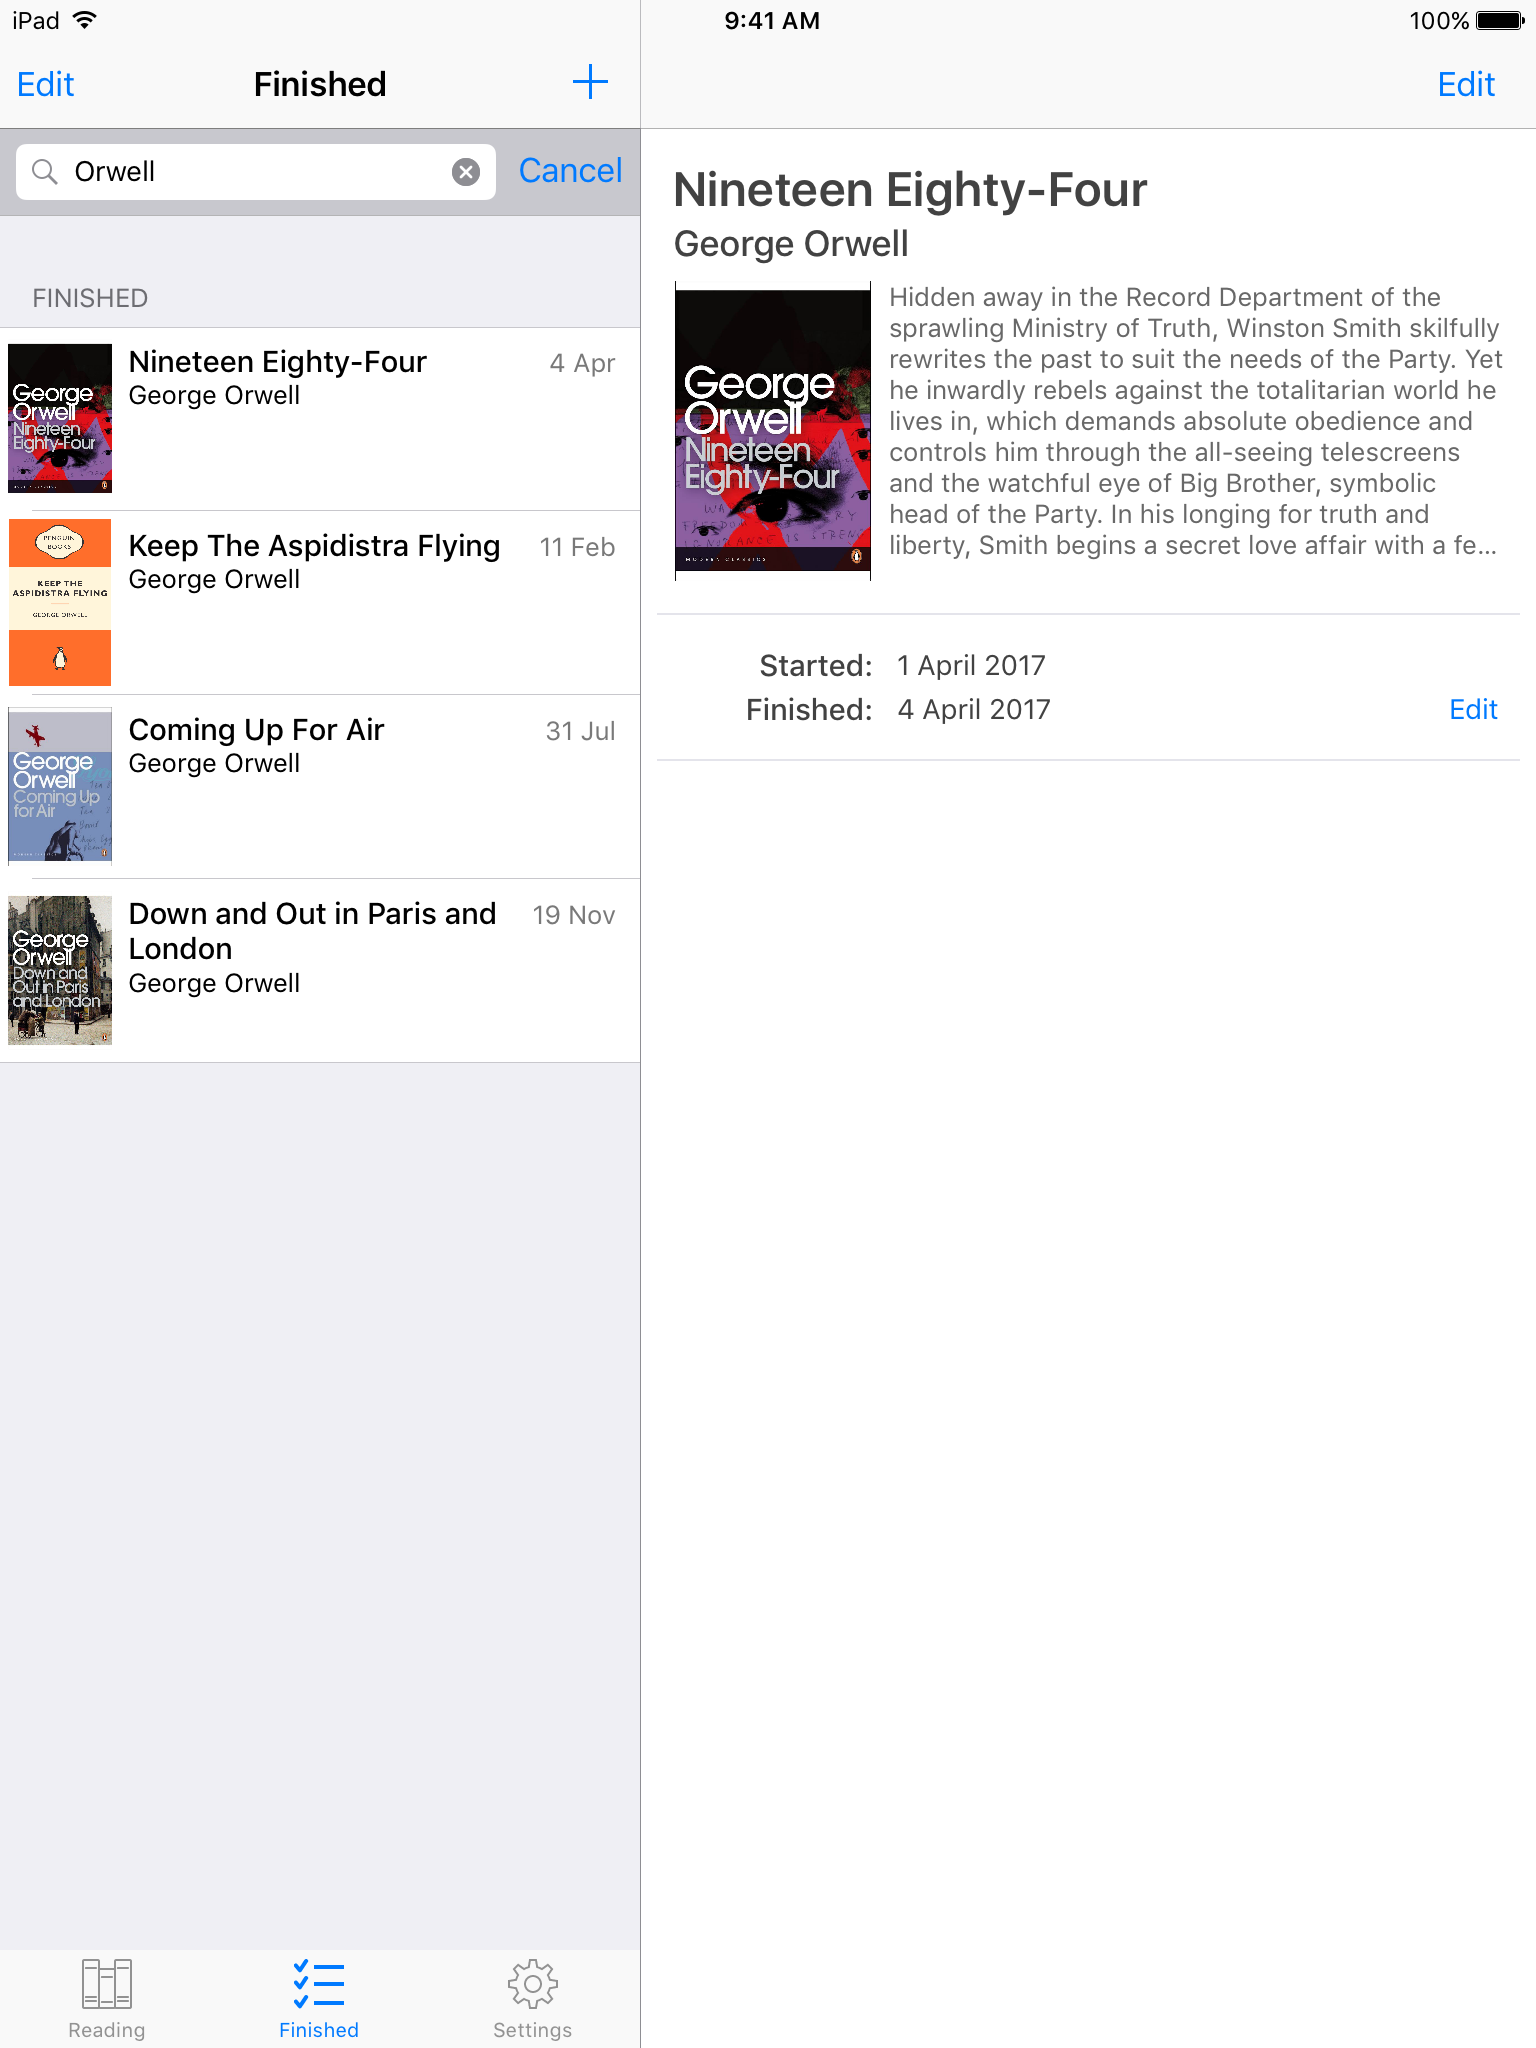 iPad
9:41 AM
100%
Edit
Finished
Edit
Orwell
Cancel
FINISHED
George
Orwell
Nineteen
Eighty-Four
Nineteen Eighty-Four
4 Apr
George Orwell
PENGUIN
BOOKS
KEEP THE
ASPIDISTRA FLYING
GEORGE ORWELL
Keep The Aspidistra Flying
11 Feb
George Orwell
George
Orwell
Coming Up
for Air
Coming Up For Air
31 Jul
George Orwell
George
Orwell
Down and
Out in Paris
and London
Down and Out in Paris and
London
19 Nov
George Orwell
Reading
Finished
Settings
Nineteen Eighty-Four
George Orwell
George
Orwell
Nineteen
Eighty-Four
MODERN CLASSICS
Hidden away in the Record Department of the
sprawling Ministry of Truth, Winston Smith skilfully
rewrites the past to suit the needs of the Party. Yet
he inwardly rebels against the totalitarian world he
lives in, which demands absolute obedience and
controls him through the all-seeing telescreens
and the watchful eye of Big Brother, symbolic
head of the Party. In his longing for truth and
liberty, Smith begins a secret love affair with a fe...
Started: 1 April 2017
Finished: 4 April 2017
Edit